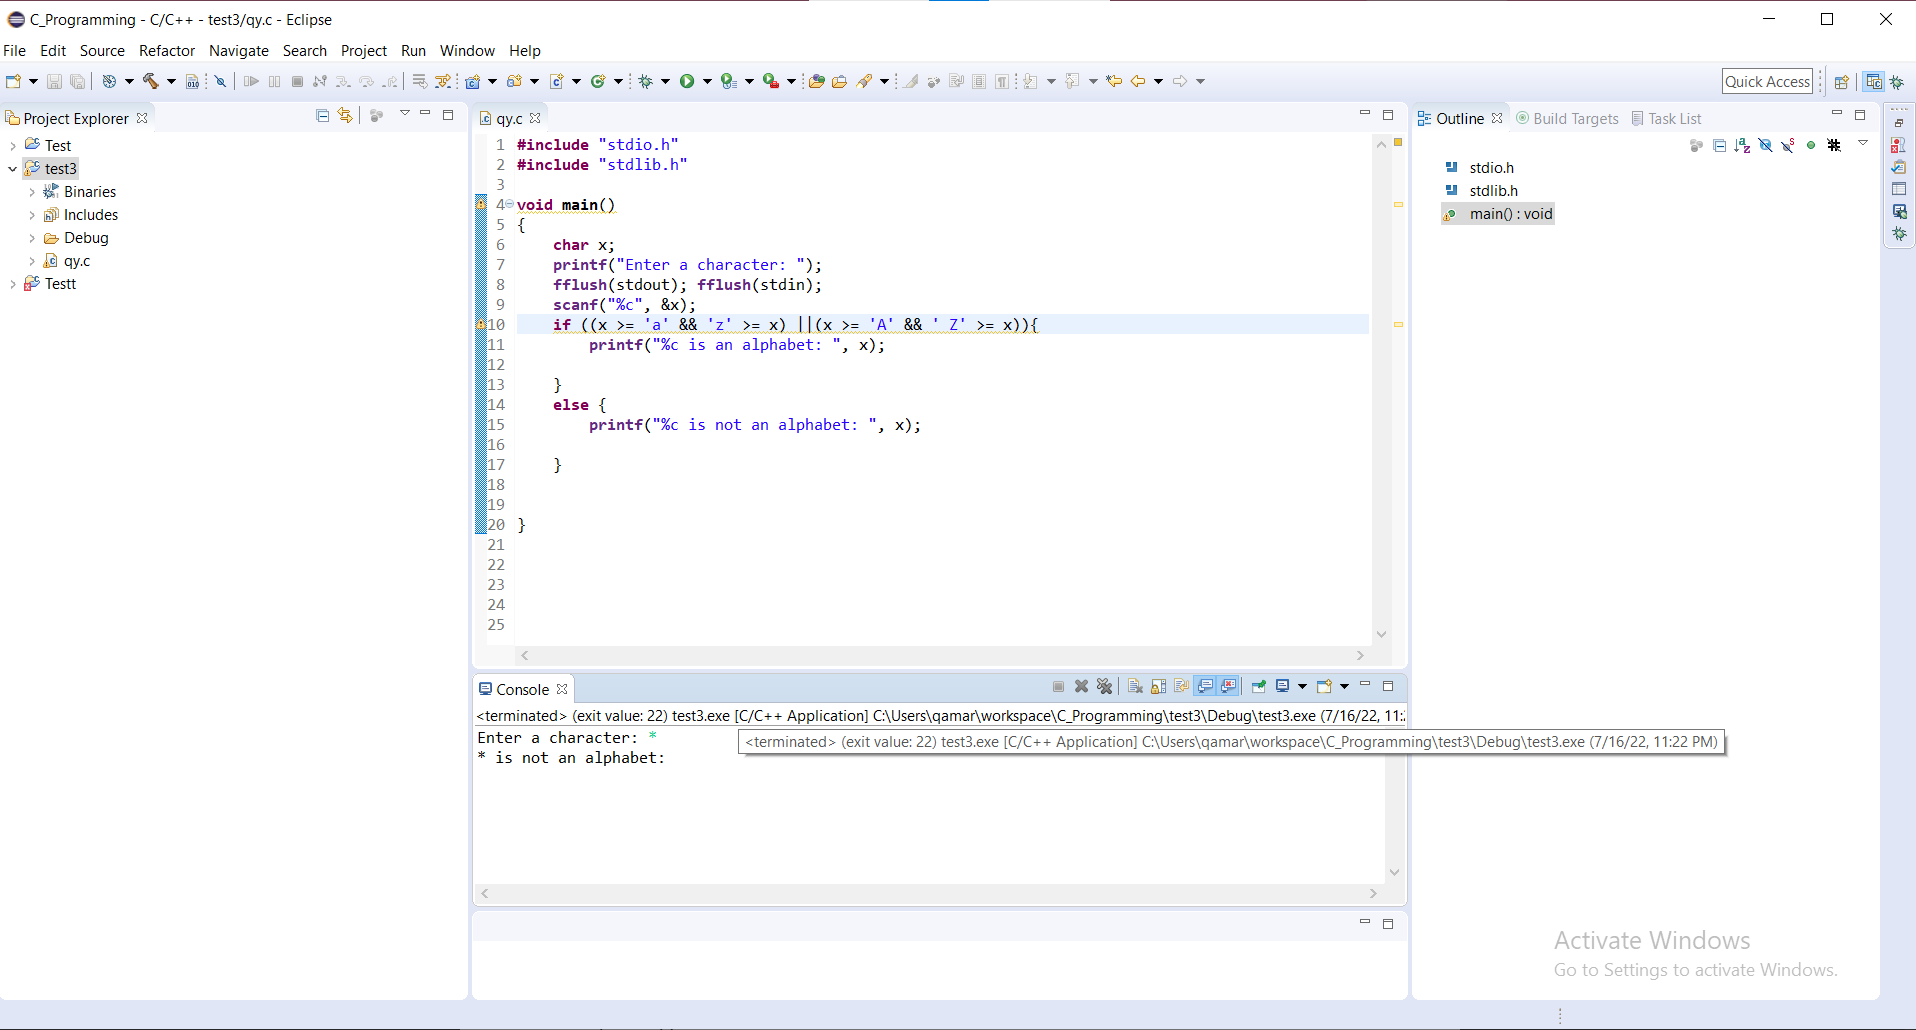 C_Programming - C/C++ - test3/qy.c - Eclipse
File Edit Source Refactor Navigate Search Project Run Window Help
Quick Access
Project Explorer
Test
test3
Binaries
Includes
Debug
qy.c
Testt
qy.c
1 #include "stdio.h"
2 #include "stdlib.h"
3
4 void main()
5 {
6 char x;
7 printf("Enter a character: ");
8 fflush(stdout); fflush(stdin);
9 scanf("%c", &x);
10 if ((x >= 'a' && 'z' >= x) ||(x >= 'A' && ' Z' >= x)){
11 printf("%c is an alphabet: ", x);
12
13 }
14 else {
15 printf("%c is not an alphabet: ", x);
16
17 }
18
19
20 }
21
22
23
24
25
Outline Build Targets Task List
stdio.h
stdlib.h
main() : void
Console
<terminated> (exit value: 22) test3.exe [C/C++ Application] C:\Users\qamar\workspace\C_Programming\test3\Debug\test3.exe (7/16/22, 11:
Enter a character: *
* is not an alphabet:
<terminated> (exit value: 22) test3.exe [C/C++ Application] C:\Users\qamar\workspace\C_Programming\test3\Debug\test3.exe (7/16/22, 11:22 PM)
Activate Windows
Go to Settings to activate Windows.